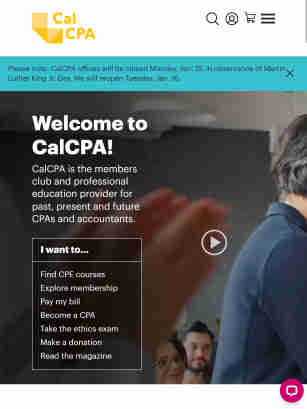 Cal
CPA
Please note: CalCPA offices will be closed Monday, Jan. 15, in observance of Martin
Luther King Jr. Day. We will reopen Tuesday, Jan. 16.
Welcome to
CalCPA!
CalCPA is the members
club and professional
education provider for
past, present and future
CPAs and accountants.
I want to...
Find CPE courses
Explore membership
Pay my bill
Become a CPA
Take the ethics exam
Make a donation
Read the magazine